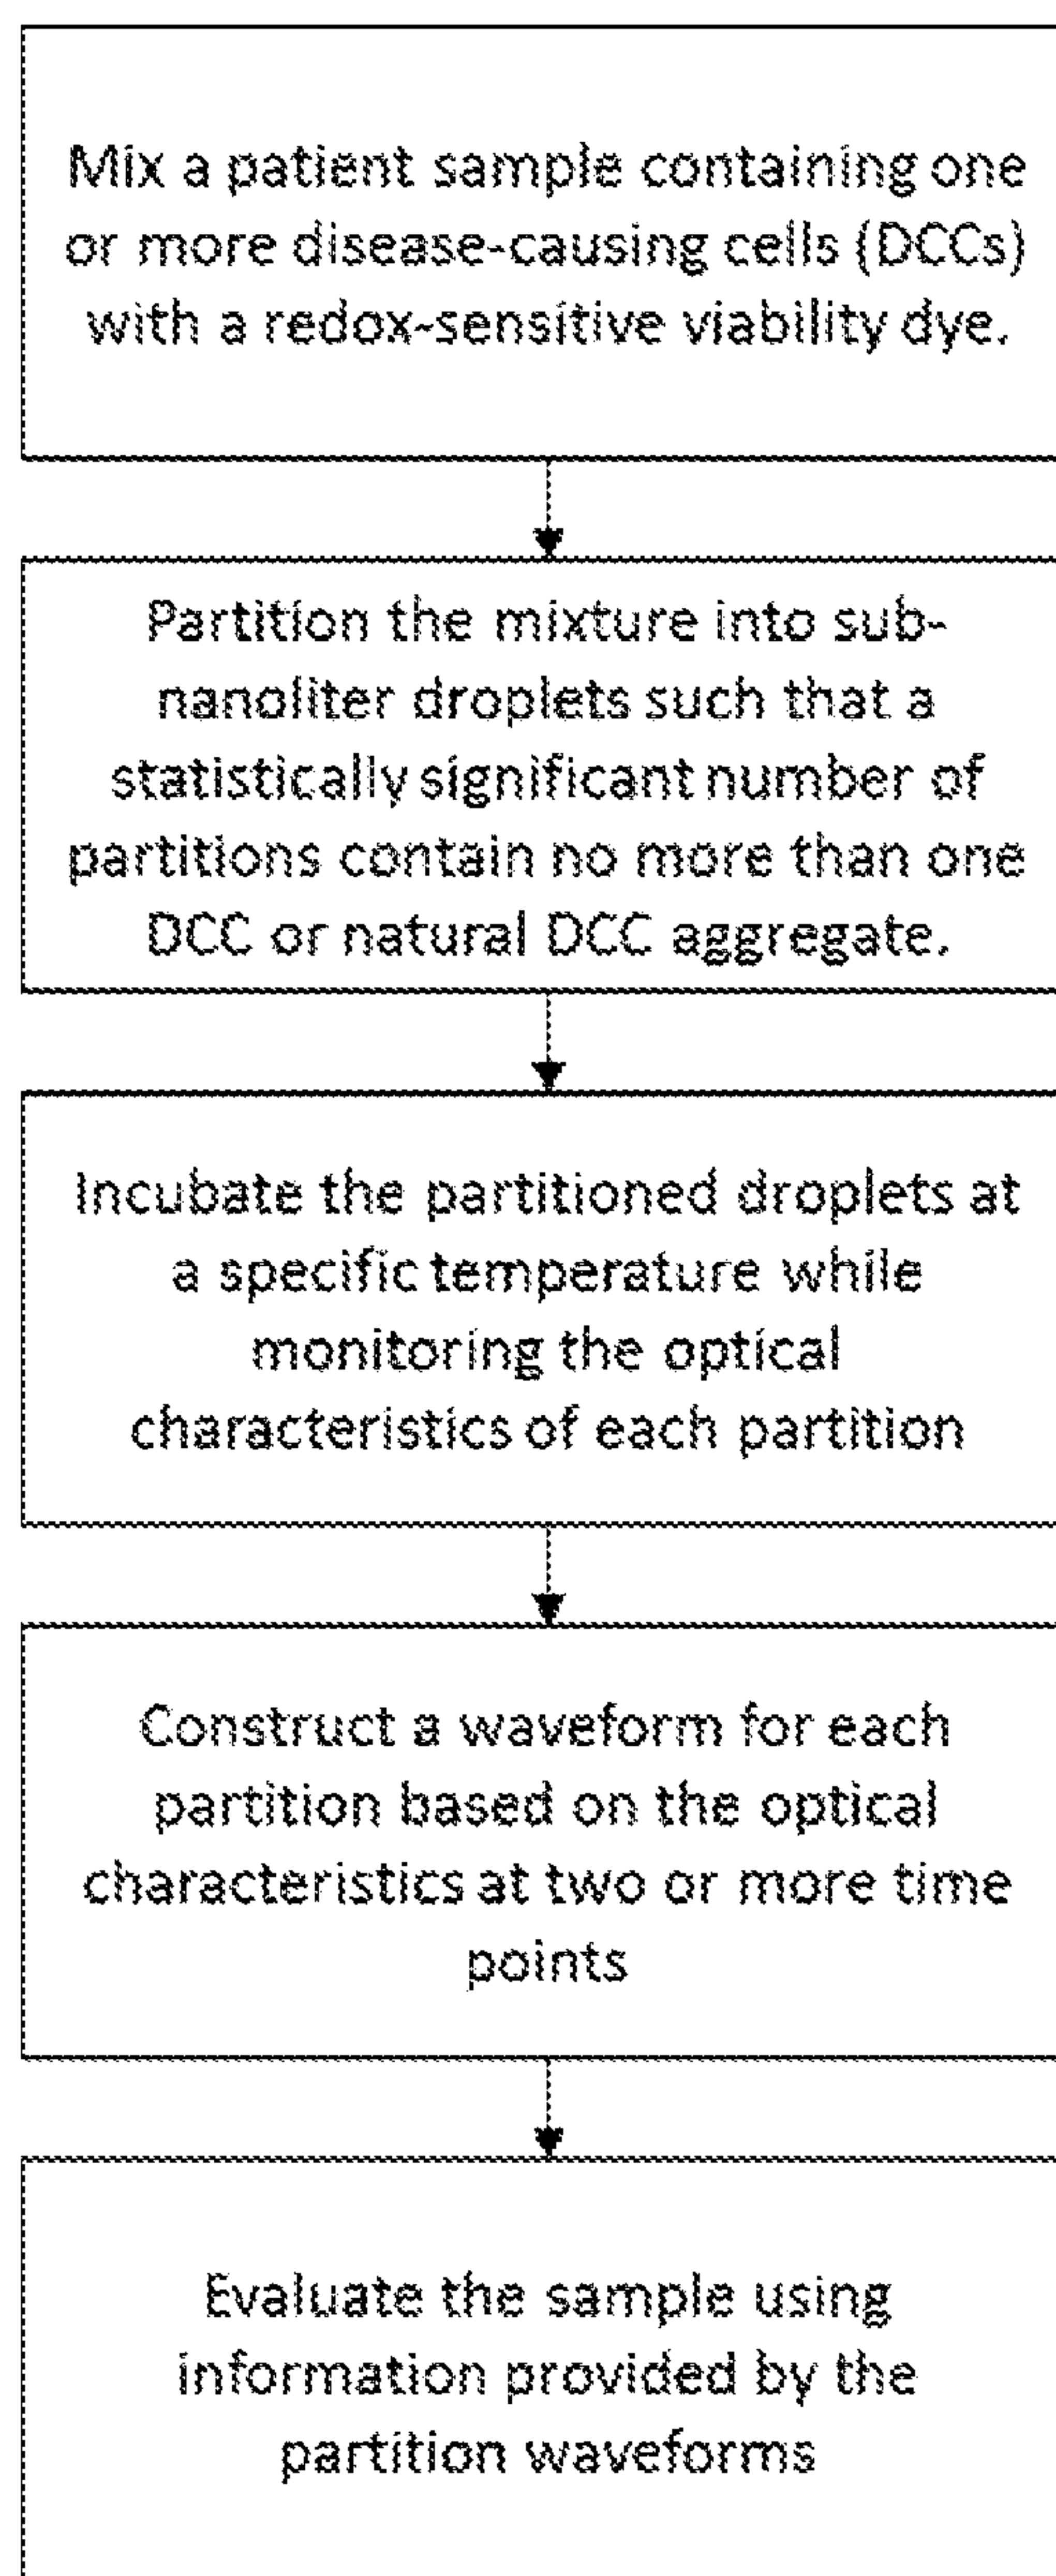 Mix a patient sample containing one
or more disease-causing cells (DCCs)
with a redox-sensitive viability dye.
Partition the mixture into sub-
nanoliter droplets such that a
statistically significant number of
partitions contain no more than one
DCC or natural DCC aggregate.
Incubate the partitioned droplets at
a specific temperature while
monitoring the optical
characteristics of each partition
Construct a waveform for each
partition based on the optical
characteristics at two or more time
points
Evaluate the sample using
information provided by the
partition waveforms